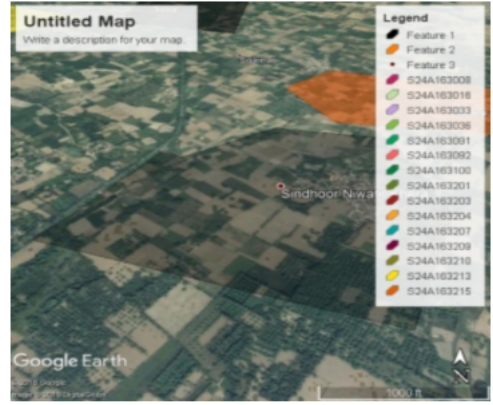 Untitled Map
Write a description for your map.
Legend
Feature 1
Feature 2
Feature 3
S24A163008
S24A163016
S24A163033
S24A163036
S24A163091
S24A163092
S24A163100
S24A163201
S24A163203
S24A163204
S24A163207
S24A163209
S24A163210
S24A163213
S24A163215
Sindhoor Niwa
Google Earth
1000 ft